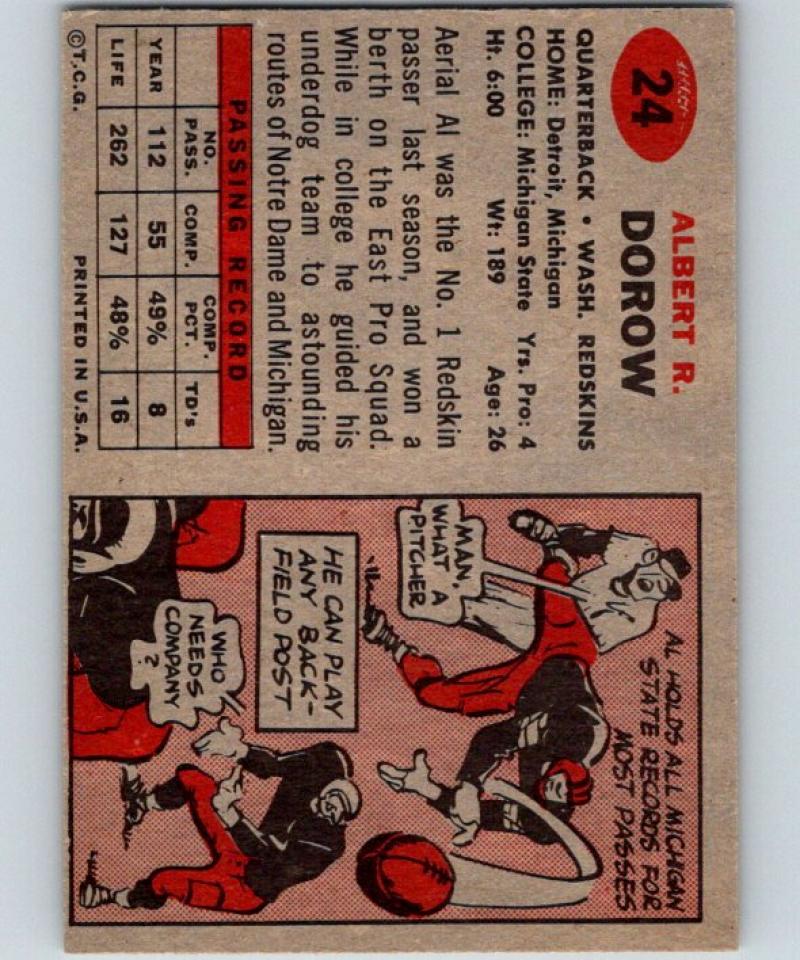 24
ALBERT R.
DOROW
QUARTERBACK • WASH. REDSKINS
HOME: Detroit, Michigan
COLLEGE: Michigan State Yrs. Pro: 4
Ht. 6:00 Wt: 189 Age: 26
Aerial Al was the No. 1 Redskin
passer last season, and won a
berth on the East Pro Squad.
While in college he guided his
underdog team to astounding
routes of Notre Dame and Michigan.
PASSING RECORD
NO. PASS. COMP. COMP. PCT. TD's
YEAR 112 55 49% 8
LIFE 262 127 48% 16
©T.C.G. PRINTED IN U.S.A.
AL HOLDS ALL MICHIGAN
STATE RECORDS FOR
MOST PASSES
MAN,
WHAT A
PITCHER
HE CAN PLAY
ANY BACK-
FIELD POST
WHO
NEEDS
COMPANY
?